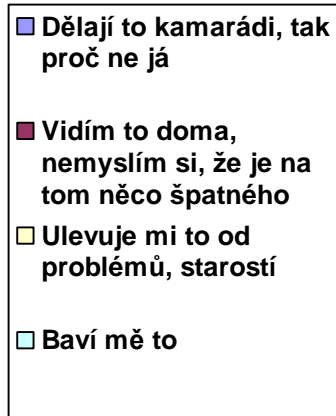 Dělají to kamarádi, tak
proč ne já
Vidím to doma,
nemyslím si, že je na
tom něco špatného
Ulevuje mi to od
problémů, starostí
Baví mě to